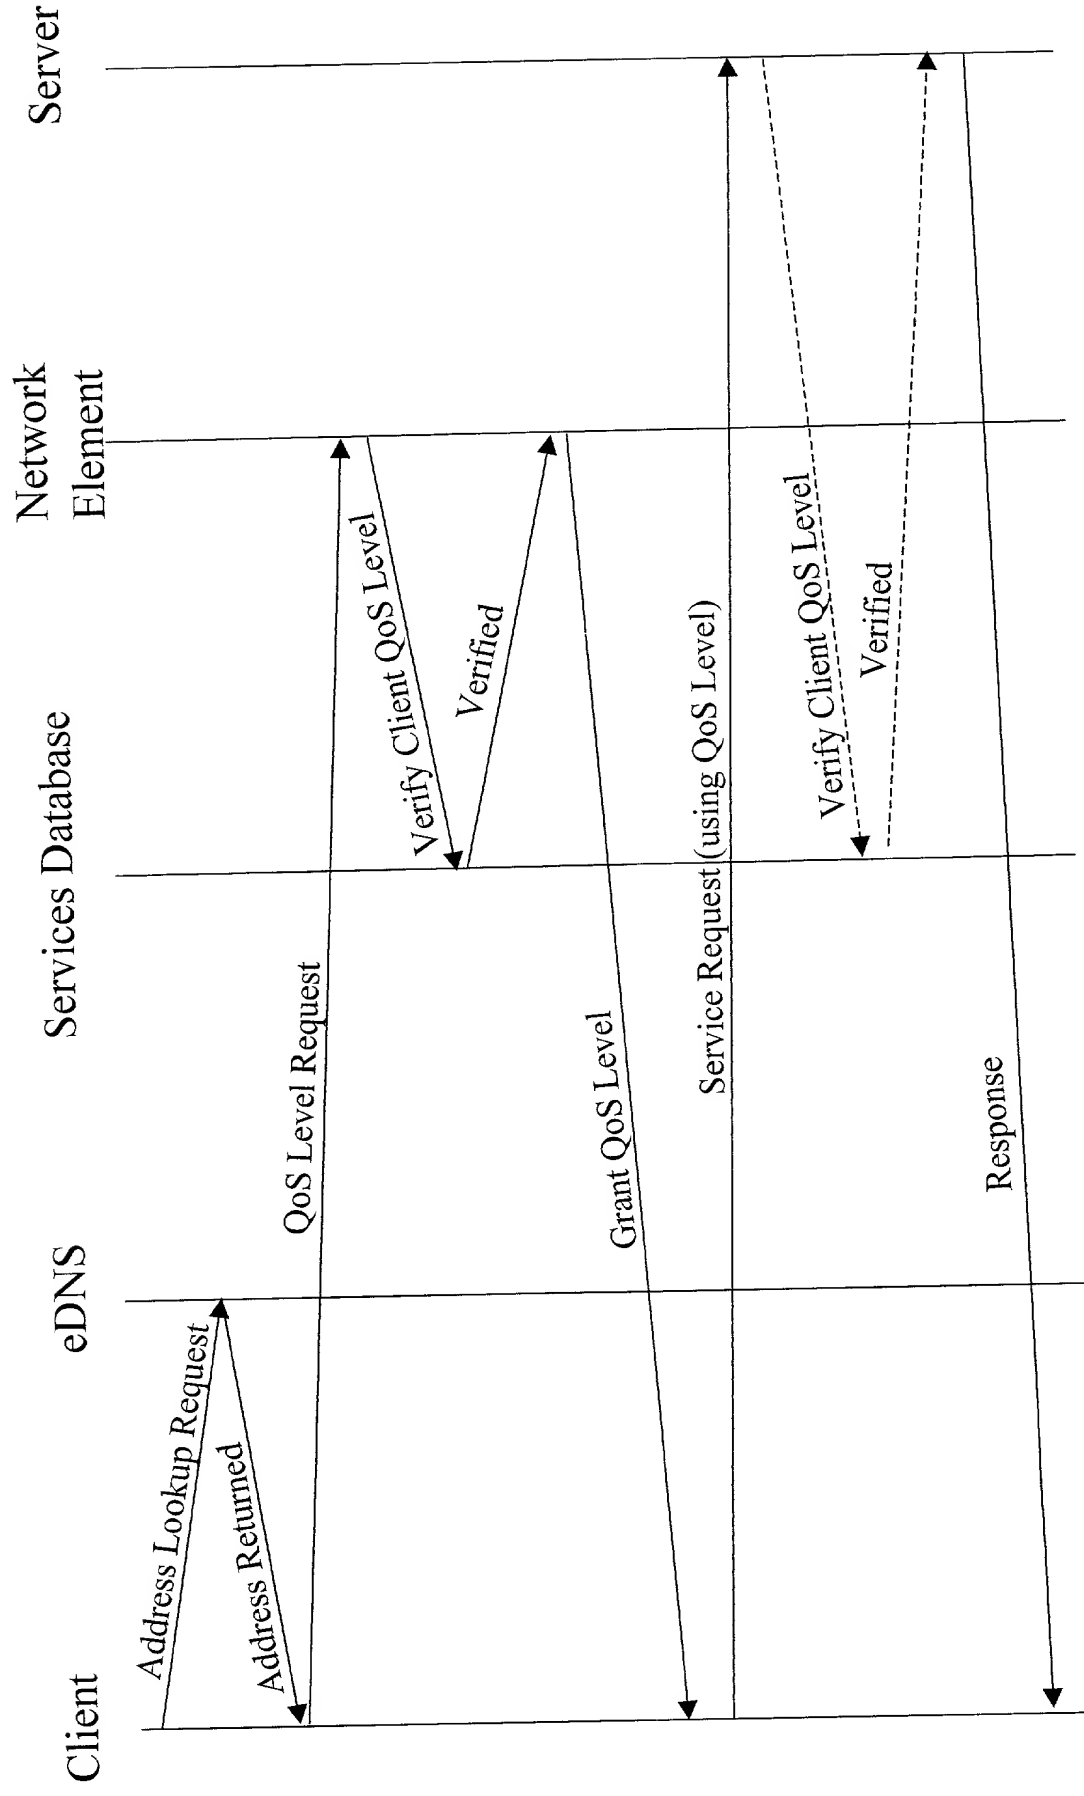 Client
eDNS
Services Database
Network
Element
Server
Address Lookup Request
Address Returned
QoS Level Request
Verify Client QoS Level
Verified
Grant QoS Level
Service Request (using QoS Level)
Verify Client QoS Level
Verified
Response